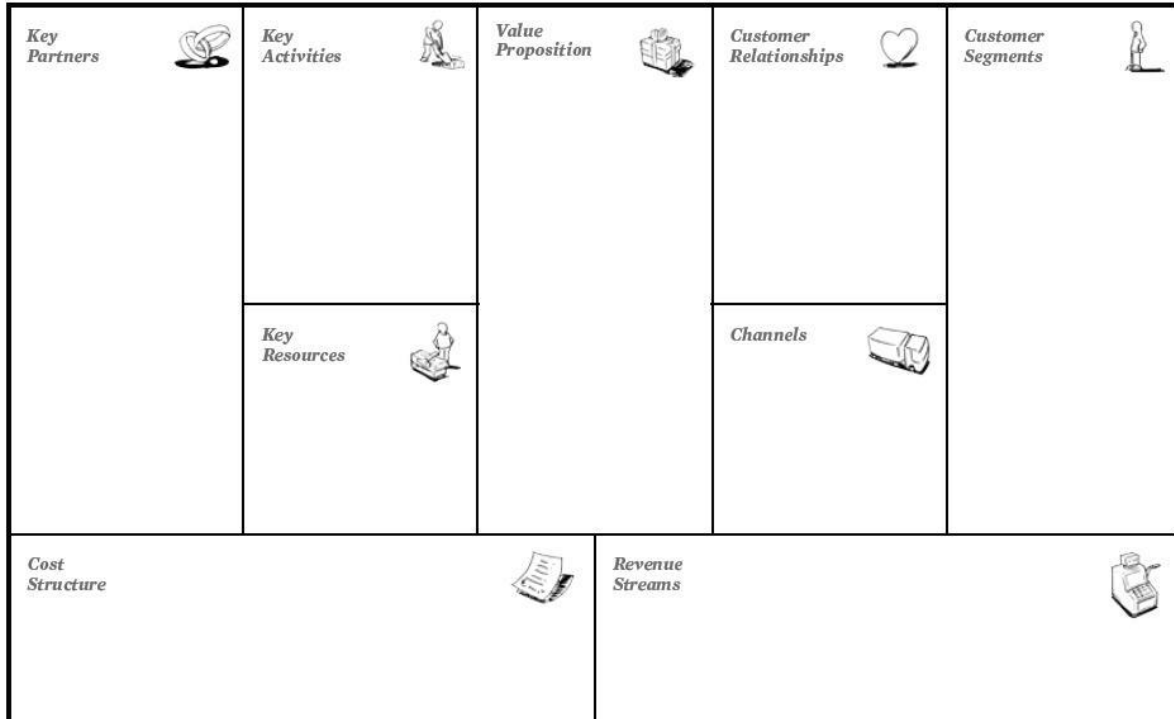 Key
Partners
Key
Activities
Value
Proposition
Customer
Relationships
Customer
Segments
Key
Resources
Channels
Cost
Structure
Revenue
Streams